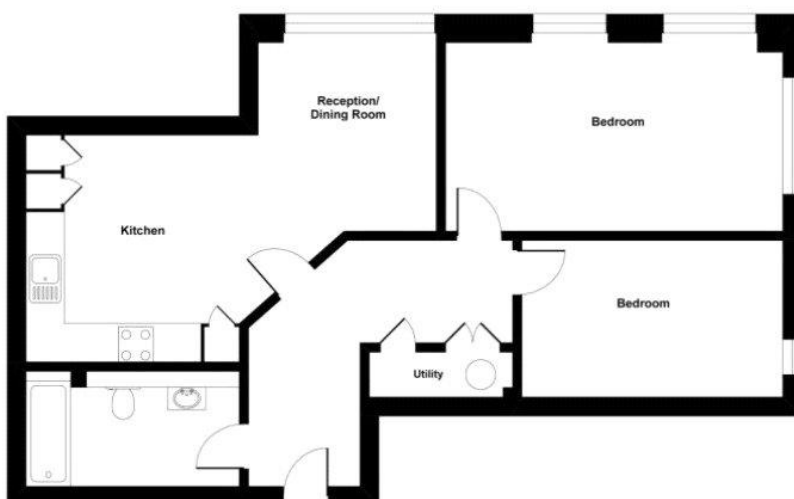 Reception/
Dining Room
Bedroom
Kitchen
Bedroom
Utility